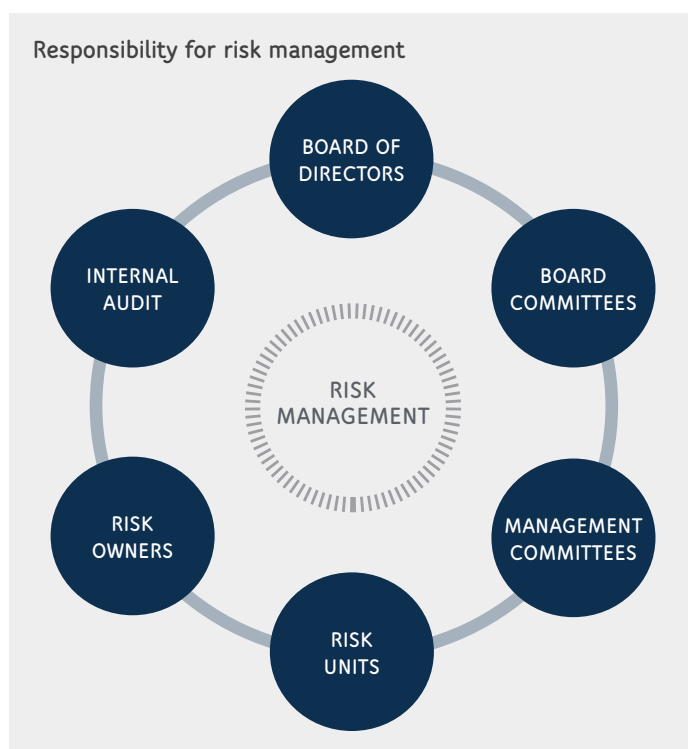 Responsibility for risk management
BOARD OF
DIRECTORS
INTERNAL
AUDIT
BOARD
COMMITTEES
RISK
MANAGEMENT
RISK
OWNERS
MANAGEMENT
COMMITTEES
RISK
UNITS